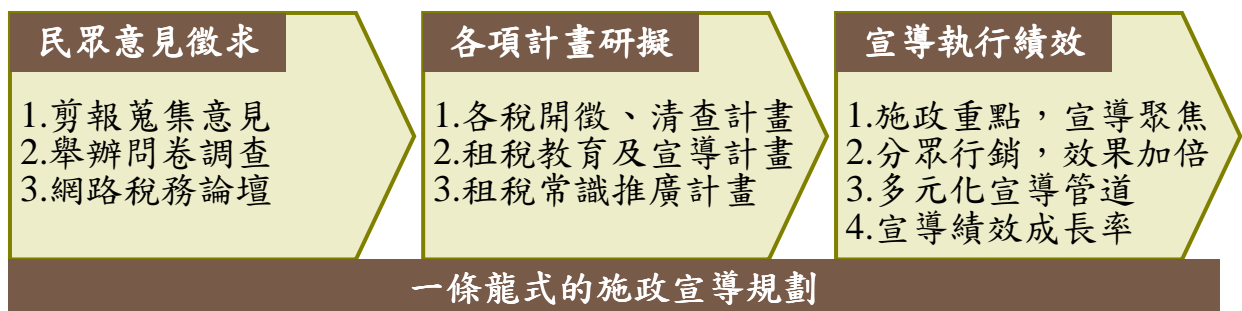 民眾意見徵求
1.剪報蒐集意見
2.舉辦問卷調查
3.網路稅務論壇
各項計畫研擬
1.各稅開徵、清查計畫
2.租稅教育及宣導計畫
3.租稅常識推廣計畫
宣導執行績效
1.施政重點，宣導聚焦
2.分眾行銷，效果加倍
3.多元化宣導管道
4.宣導績效成長率
一條龍式的施政宣導規劃